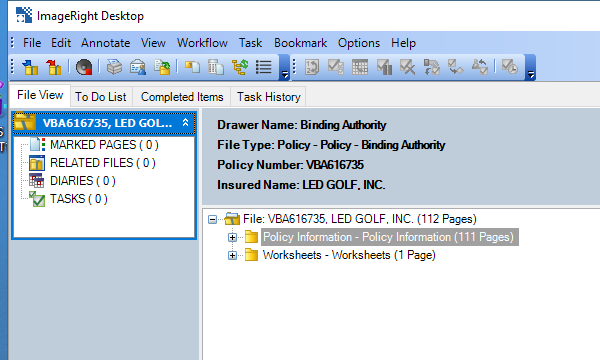 ImageRight Desktop
File Edit Annotate View Workflow Task Bookmark Options Help
File View To Do List Completed Items Task History
VBA616735, LED GOL...
MARKED PAGES ( 0 )
RELATED FILES ( 0 )
DIARIES ( 0 )
TASKS ( 0 )
Drawer Name: Binding Authority
File Type: Policy - Policy - Binding Authority
Policy Number: VBA616735
Insured Name: LED GOLF, INC.
File: VBA616735, LED GOLF, INC. (112 Pages)
Policy Information - Policy Information (111 Pages)
Worksheets - Worksheets (1 Page)